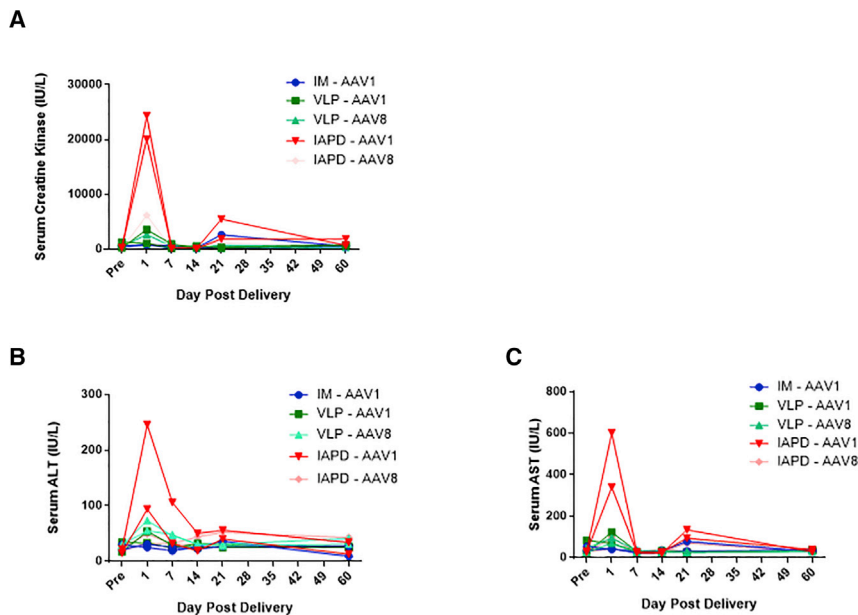 A
Serum Creatine Kinase (IU/L)
30000
20000
10000
0
Pre
1
7
14
21
28
35
42
49
60
Day Post Delivery
IM - AAV1
VLP - AAV1
VLP - AAV8
IAPD - AAV1
IAPD - AAV8
B
Serum ALT (IU/L)
300
200
100
0
Pre
1
7
14
21
28
35
42
49
60
Day Post Delivery
IM - AAV1
VLP - AAV1
VLP - AAV8
IAPD - AAV1
IAPD - AAV8
C
Serum AST (IU/L)
800
600
400
200
0
Pre
1
7
14
21
28
35
42
49
60
Day Post Delivery
IM - AAV1
VLP - AAV1
VLP - AAV8
IAPD - AAV1
IAPD - AAV8